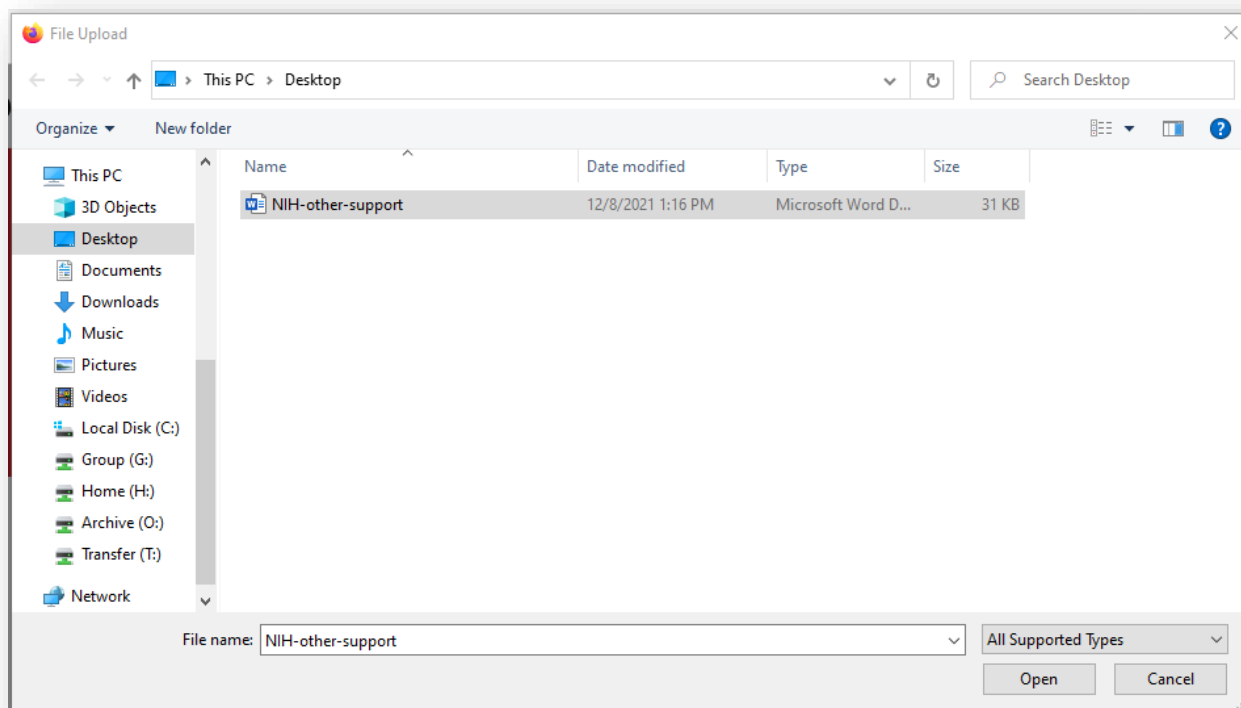 File Upload
This PC > Desktop
Search Desktop
Organize
New folder
Name
Date modified
Type
Size
This PC
3D Objects
Desktop
Documents
Downloads
Music
Pictures
Videos
Local Disk (C:)
Group (G:)
Home (H:)
Archive (O:)
Transfer (T:)
Network
NIH-other-support
12/8/2021 1:16 PM
Microsoft Word D...
31 KB
File name:
NIH-other-support
All Supported Types
Open
Cancel